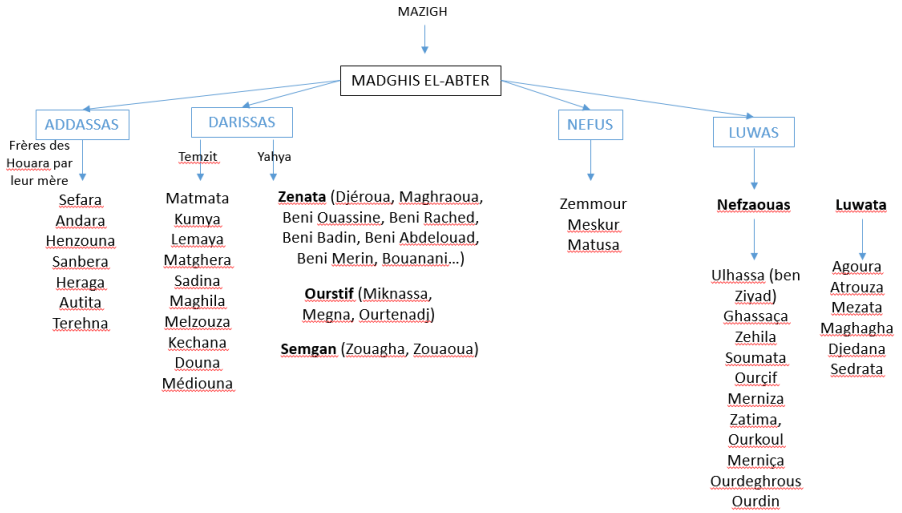 MAZIGH
MADGHIS EL-ABTER
ADDASSAS
DARISSAS
NEFUS
LUWAS
Frères des
Houara par
leur mère
Sefara
Andara
Henzouna
Sanbera
Heraga
Autita
Terehna
Temzit
Matmata
Kumya
Lemaya
Matghera
Sadina
Maghila
Melzouza
Kechana
Douna
Médiouna
Yahya
Zenata (Djéroua, Maghraoua,
Beni Ouassine, Beni Rached,
Beni Badin, Beni Abdelouad,
Beni Merin, Bouanani…)
Ourstif (Miknassa,
Megna, Ourtenadj)
Semgan (Zouagha, Zouaoua)
Zemmour
Meskur
Matusa
Nefzaouas
Ulhassa (ben
Ziyad)
Ghassaça
Zehila
Soumata
Ourçif
Merniza
Zatima,
Ourkoul
Merniça
Ourdeghrous
Ourdin
Luwata
Agoura
Atrouza
Mezata
Maghagha
Djedana
Sedrata